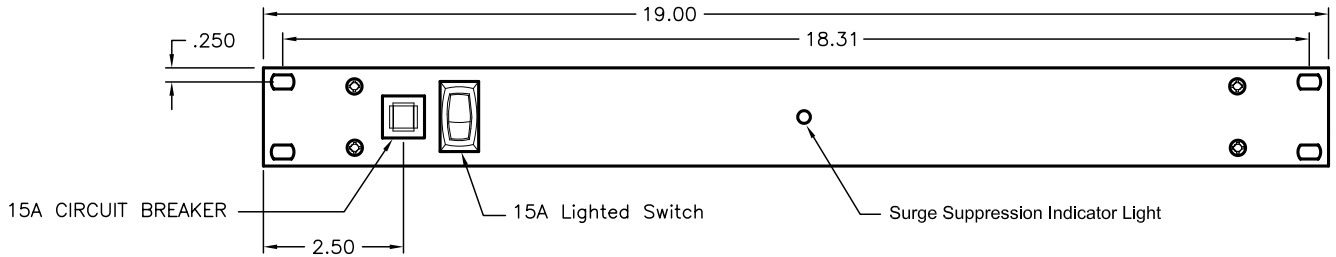 19.00
18.31
.250
15A CIRCUIT BREAKER
15A Lighted Switch
Surge Suppression Indicator Light
2.50